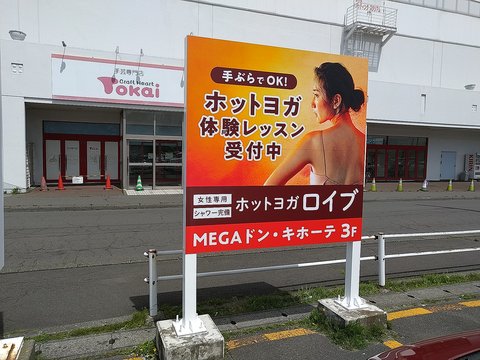 手芸専門店
Craft Heart
Tokai
手ぶらでOK!
ホットヨガ
体験レッスン
受付中
女性専用
シャワー完備
ホットヨガ ロイブ
MEGAドン・キホーテ 3F